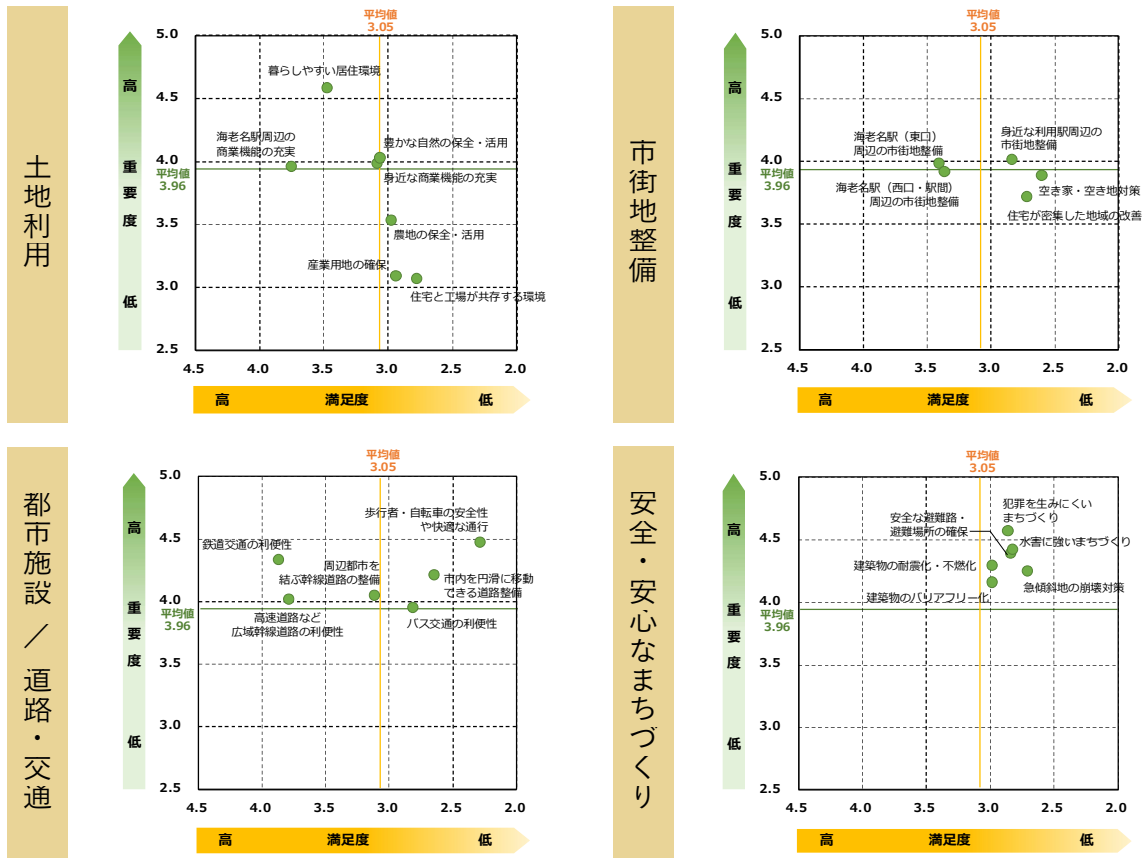 土地利用
平均値
3.05
5.0
4.5
4.0
3.5
3.0
2.5
高
重要度
低
平均値
3.96
暮らしやすい居住環境
海老名駅周辺の
商業機能の充実
豊かな自然の保全・活用
身近な商業機能の充実
農地の保全・活用
産業用地の確保
住宅と工場が共存する環境
4.5 4.0 3.5 3.0 2.5 2.0
高 満足度 低
市街地整備
平均値
3.05
5.0
4.5
4.0
3.5
3.0
2.5
高
重要度
低
平均値
3.96
海老名駅（東口）
周辺の市街地整備
身近な利用駅周辺の
市街地整備
海老名駅（西口・駅間）
周辺の市街地整備
空き家・空き地対策
住宅が密集した地域の改善
4.5 4.0 3.5 3.0 2.5 2.0
高 満足度 低
都市施設／道路・交通
平均値
3.05
5.0
4.5
4.0
3.5
3.0
2.5
高
重要度
低
平均値
3.96
歩行者・自転車の安全性
や快適な通行
鉄道交通の利便性
周辺都市を
結ぶ幹線道路の整備
市内を円滑に移動
できる道路整備
高速道路など
広域幹線道路の利便性
バス交通の利便性
4.5 4.0 3.5 3.0 2.5 2.0
高 満足度 低
安全・安心なまちづくり
平均値
3.05
5.0
4.5
4.0
3.5
3.0
2.5
高
重要度
低
平均値
3.96
犯罪を生みにくい
まちづくり
安全な避難路・
避難場所の確保
水害に強いまちづくり
建築物の耐震化・不燃化
急傾斜地の崩壊対策
建築物のバリアフリー化
4.5 4.0 3.5 3.0 2.5 2.0
高 満足度 低